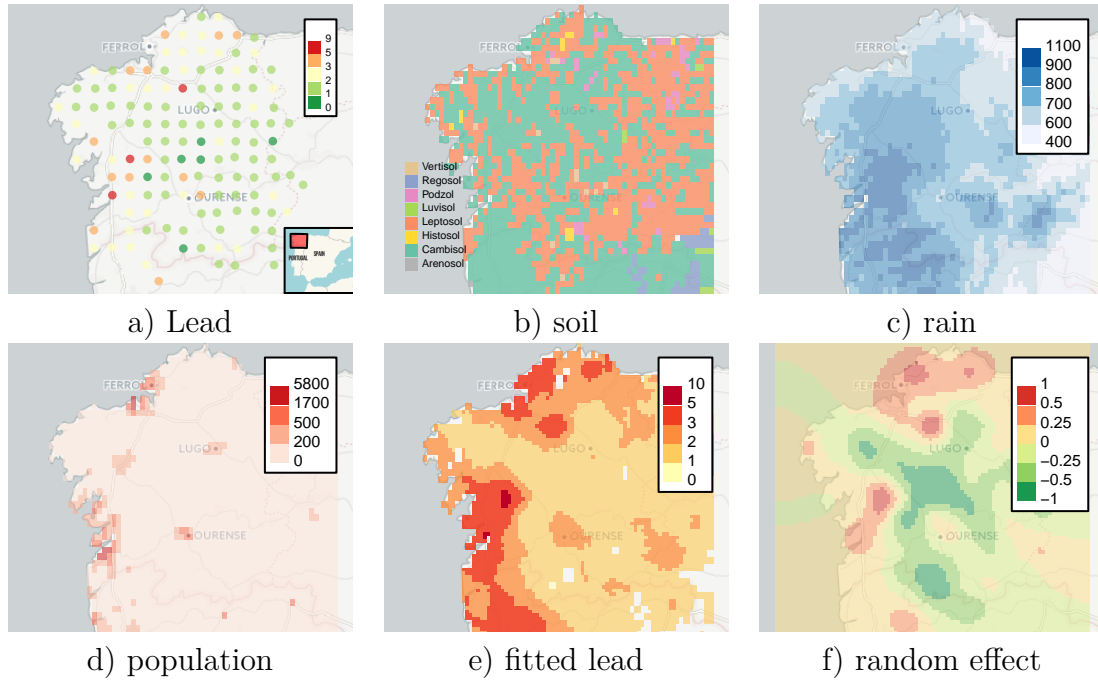 FERROL
LUGO
OURENSE
9
5
3
2
1
0
PORTUGAL
SPAIN
a) Lead
LUGO
OURENSE
Vertisol
Regosol
Podzol
Luvisol
Leptosol
Histosol
Cambisol
Arenosol
b) soil
FERROL
LUGO
OURENSE
1100
900
800
700
600
400
c) rain
FERROL
LUGO
OURENSE
5800
1700
500
200
0
d) population
FERROL
LUGO
OURENSE
10
5
3
2
1
0
e) fitted lead
FERROL
LUGO
OURENSE
1
0.5
0.25
0
−0.25
−0.5
−1
f) random effect